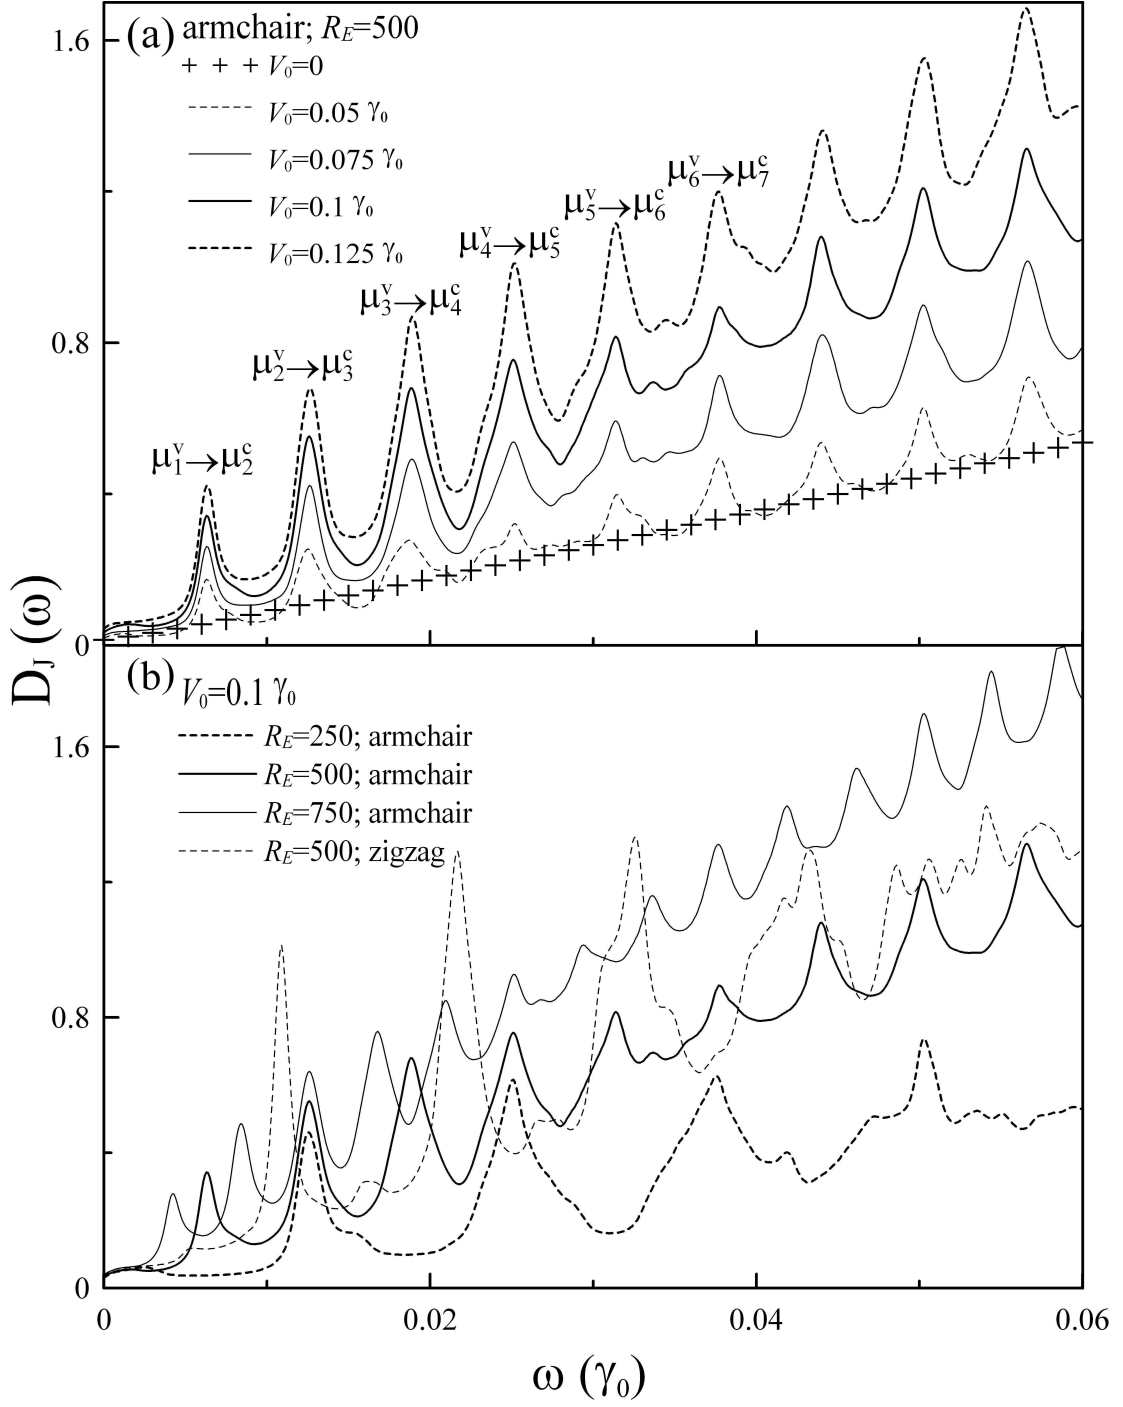 (a) armchair; R_E=500
+ + + V₀=0
V₀=0.05 γ₀
V₀=0.075 γ₀
V₀=0.1 γ₀
V₀=0.125 γ₀
μ₁ᵛ→μ₂ᶜ
μ₂ᵛ→μ₃ᶜ
μ₃ᵛ→μ₄ᶜ
μ₄ᵛ→μ₅ᶜ
μ₅ᵛ→μ₆ᶜ
μ₆ᵛ→μ₇ᶜ
1.6
0.8
0
D_J (ω)
(b) V₀=0.1 γ₀
R_E=250; armchair
R_E=500; armchair
R_E=750; armchair
R_E=500; zigzag
1.6
0.8
0
0 0.02 0.04 0.06
ω (γ₀)